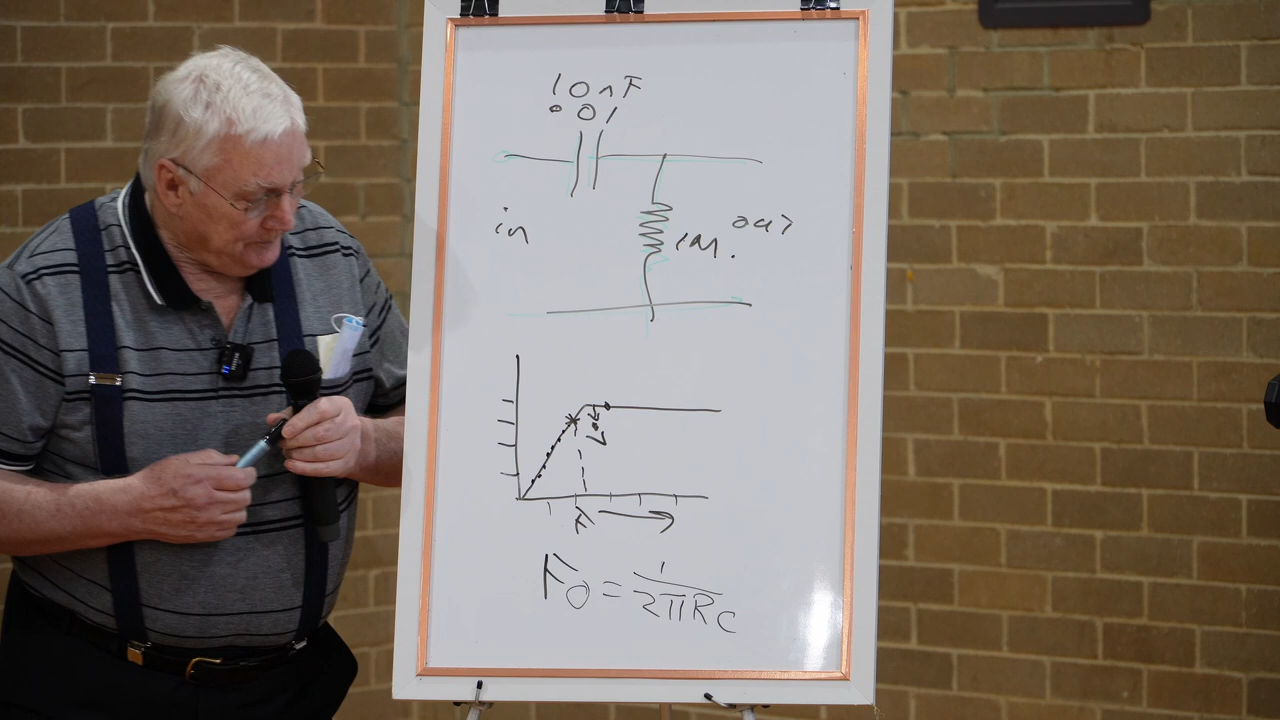 10nF
.01
in
1M.
out
F
F₀ = 1/2πRC